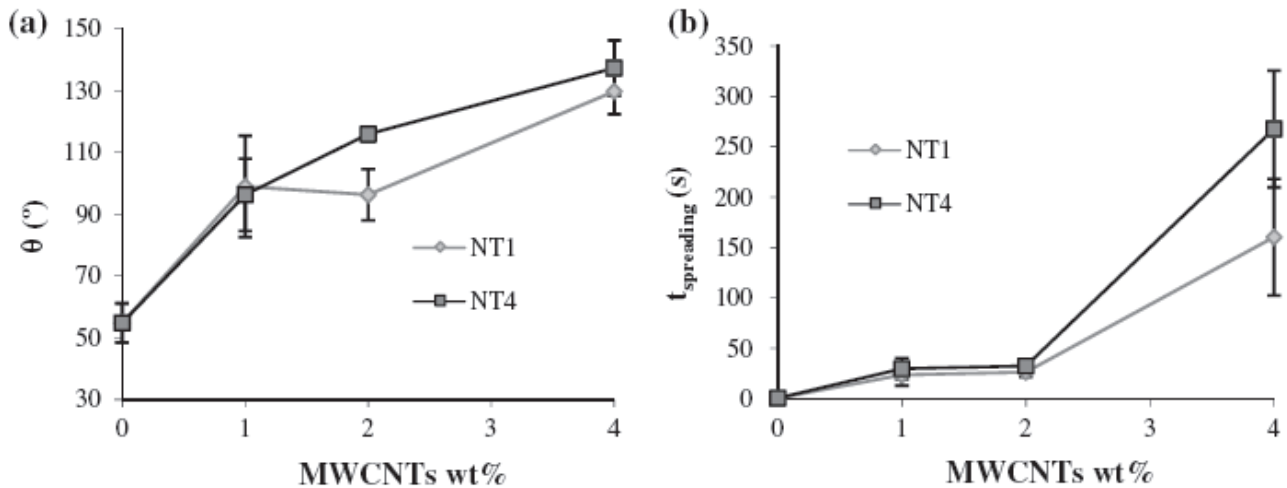 (a)
150
130
110
90
70
50
30
θ (º)
NT1
NT4
0 1 2 3 4
MWCNTs wt%
(b)
350
300
250
200
150
100
50
0
t_spreading (s)
NT1
NT4
0 1 2 3 4
MWCNTs wt%